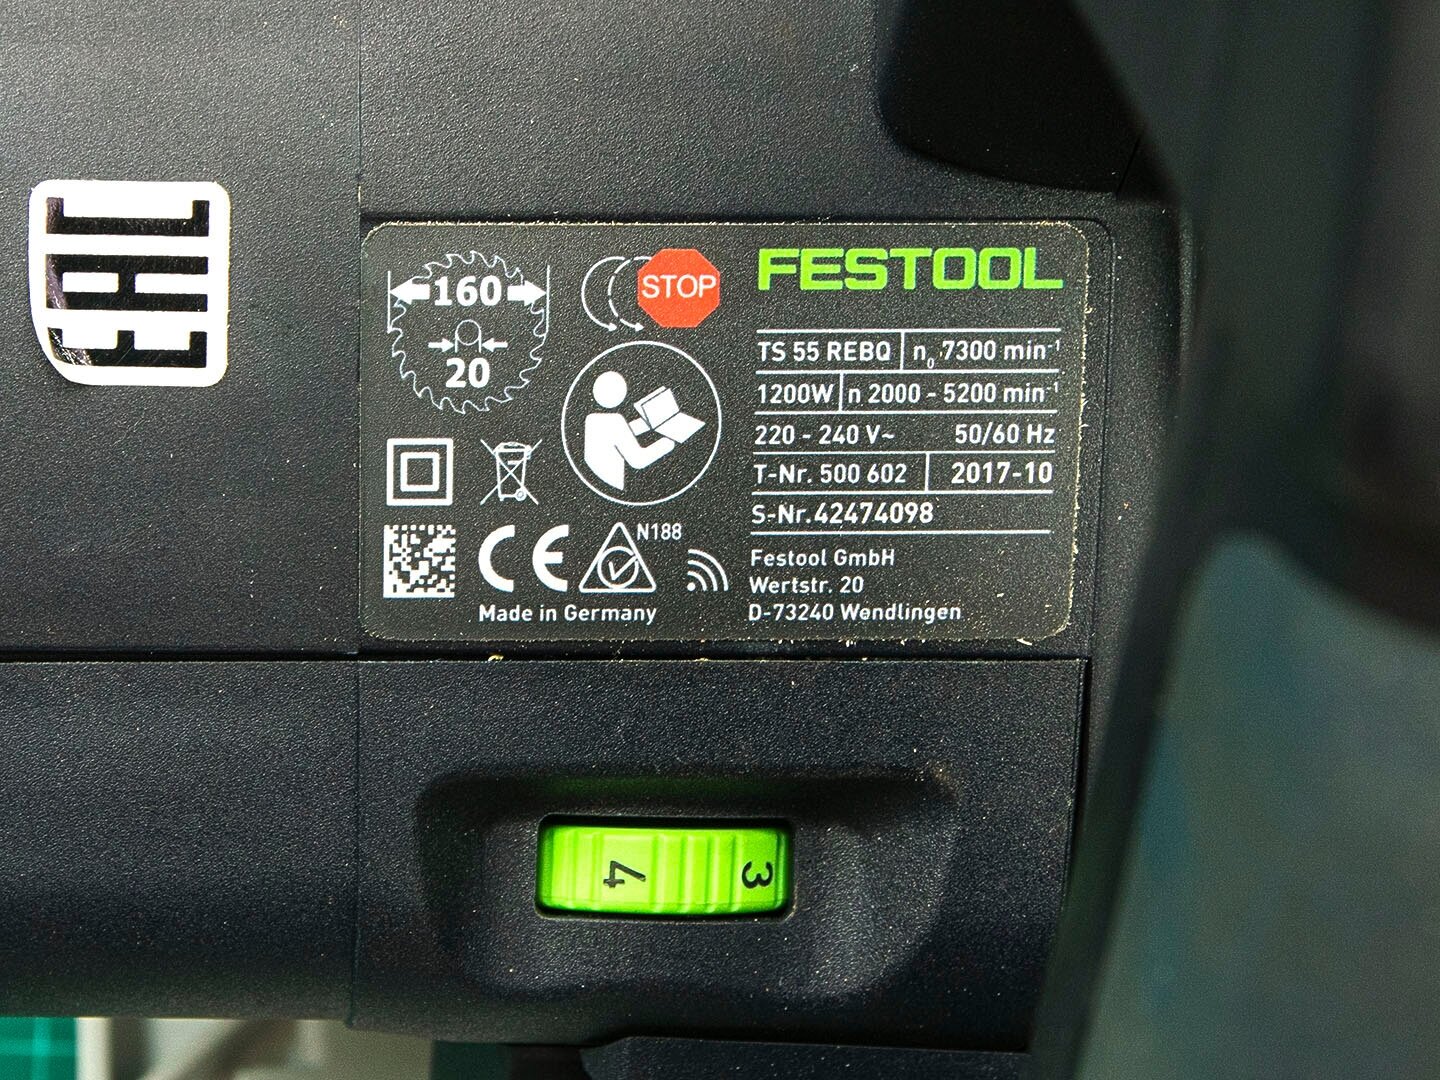 EAC
160
20
STOP
FESTOOL
TS 55 REBQ n₀ 7300 min⁻¹
1200W n 2000 - 5200 min⁻¹
220 - 240 V~ 50/60 Hz
T-Nr. 500 602 2017-10
S-Nr. 42474098
CE N188
Made in Germany
Festool GmbH
Wertstr. 20
D-73240 Wendlingen
4 3